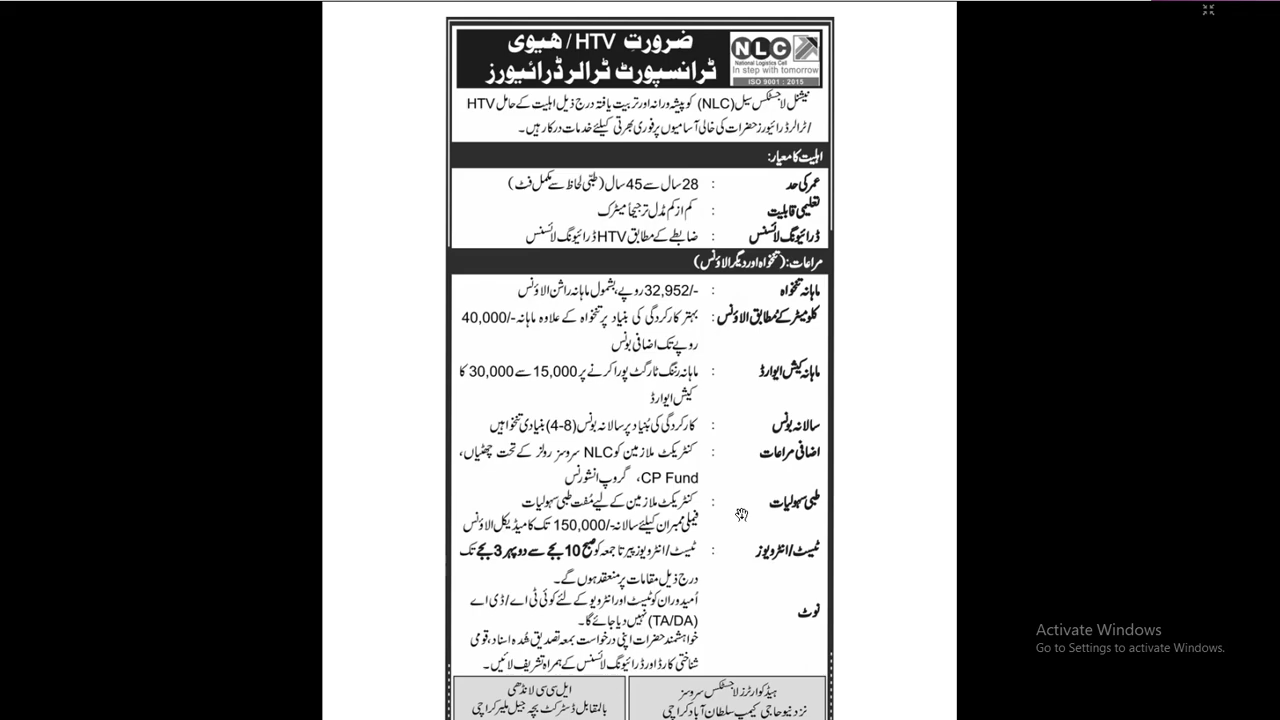 ضرورتِ HTV/ ھیوی
ٹرانسپورٹ ٹرالر ڈرائیورز
NLC
National Logistics Cell
In step with tomorrow
ISO 9001 : 2015
نیشنل لاجسٹکس سیل (NLC) کو پیشہ ورانہ اور تربیت یافتہ درج ذیل اہلیت کے حامل HTV
/ٹرالر ڈرائیورز حضرات کی خالی آسامیوں پر فوری بھرتی کیلئے خدمات درکار ہیں۔
اہلیت کا معیار:
عمر کی حد : 28 سال سے 45 سال (طبّی لحاظ سے مکمل فٹ)
تعلیمی قابلیت : کم از کم مڈل ترجیحاً میٹرک
ڈرائیونگ لائسنس : ضابطے کے مطابق HTV ڈرائیونگ لائسنس
مراعات: (تنخواہ اور دیگر الاؤنس)
ماہانہ تنخواہ : 32,952/- روپے، بشمول ماہانہ راشن الاؤنس
کلومیٹر کے مطابق الاؤنس : بہتر کارکردگی کی بنیاد پر تنخواہ کے علاوہ ماہانہ 40,000/-
روپے تک اضافی بونس
ماہانہ کیش ایوارڈ : ماہانہ رننگ ٹارگٹ پورا کرنے پر 15,000 سے 30,000 کا
کیش ایوارڈ
سالانہ بونس : کارکردگی کی بُنیاد پر سالانہ بونس (4-8) بنیادی تنخواہیں
اضافی مراعات : کنٹریکٹ ملازمین کو NLC سروسز رولز کے تحت چھٹیاں،
CP Fund، گروپ انشورنس
طبّی سہولیات : کنٹریکٹ ملازمین کے لیے مُفت طبّی سہولیات
فیملی ممبران کیلئے سالانہ 150,000/- تک کا میڈیکل الاؤنس
ٹیسٹ/انٹرویوز : ٹیسٹ/انٹرویوز پیر تا جمعہ کو صبح 10 بجے سے دوپہر 3 بجے تک
درج ذیل مقامات پر منعقد ہوں گے۔
نوٹ اُمیدوران کو ٹیسٹ اور انٹرویو کے لئے کوئی ٹی اے/ڈی اے
(TA/DA) نہیں دیا جائے گا۔
خواہشمند حضرات اپنی درخواست بمعہ تصدیق شُدہ اسناد، قومی
شناختی کارڈ اور ڈرائیونگ لائسنس کے ہمراہ تشریف لائیں۔
ہیڈ کوارٹرز لاجسٹکس سروسز
نزد نیو حاجی کیمپ سلطان آباد کراچی
ایل سی سی لانڈھی
بالمقابل ڈسٹرکٹ بچہ جیل ملیر کراچی
Activate Windows
Go to Settings to activate Windows.